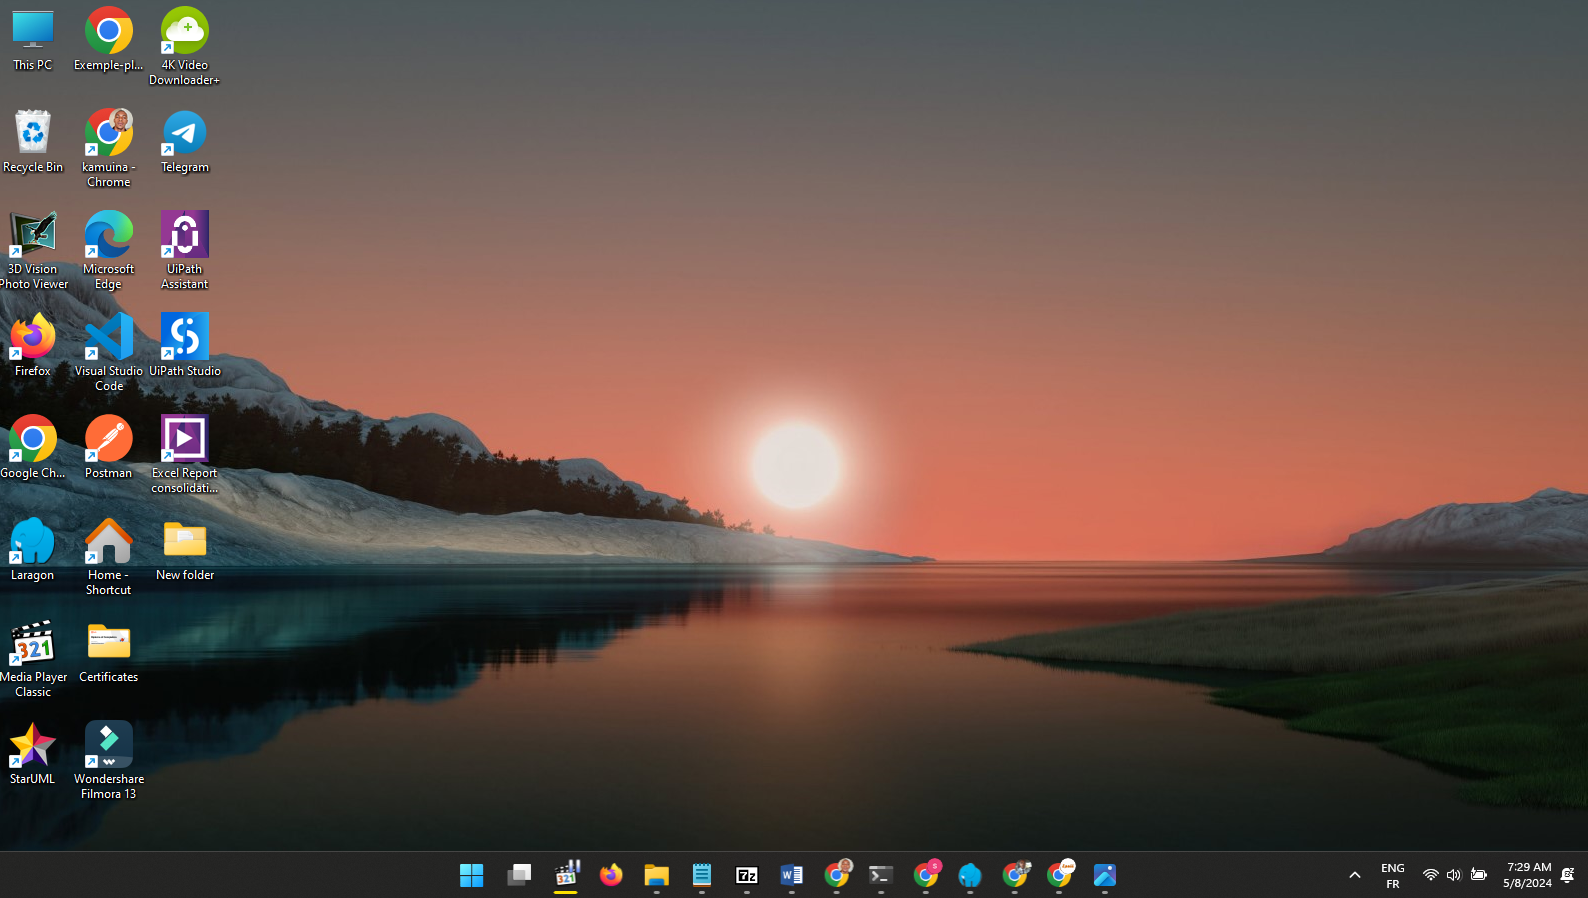 This PC
Exemple-pl...
4K Video
Downloader+
Recycle Bin
kamuina -
Chrome
Telegram
3D Vision
Photo Viewer
Microsoft
Edge
UiPath
Assistant
Firefox
Visual Studio
Code
UiPath Studio
Google Ch...
Postman
Excel Report
consolidati...
Laragon
Home -
Shortcut
New folder
321
Media Player
Classic
Certificates
StarUML
Wondershare
Filmora 13
321
7z
W
S
ENG
FR
7:29 AM
5/8/2024